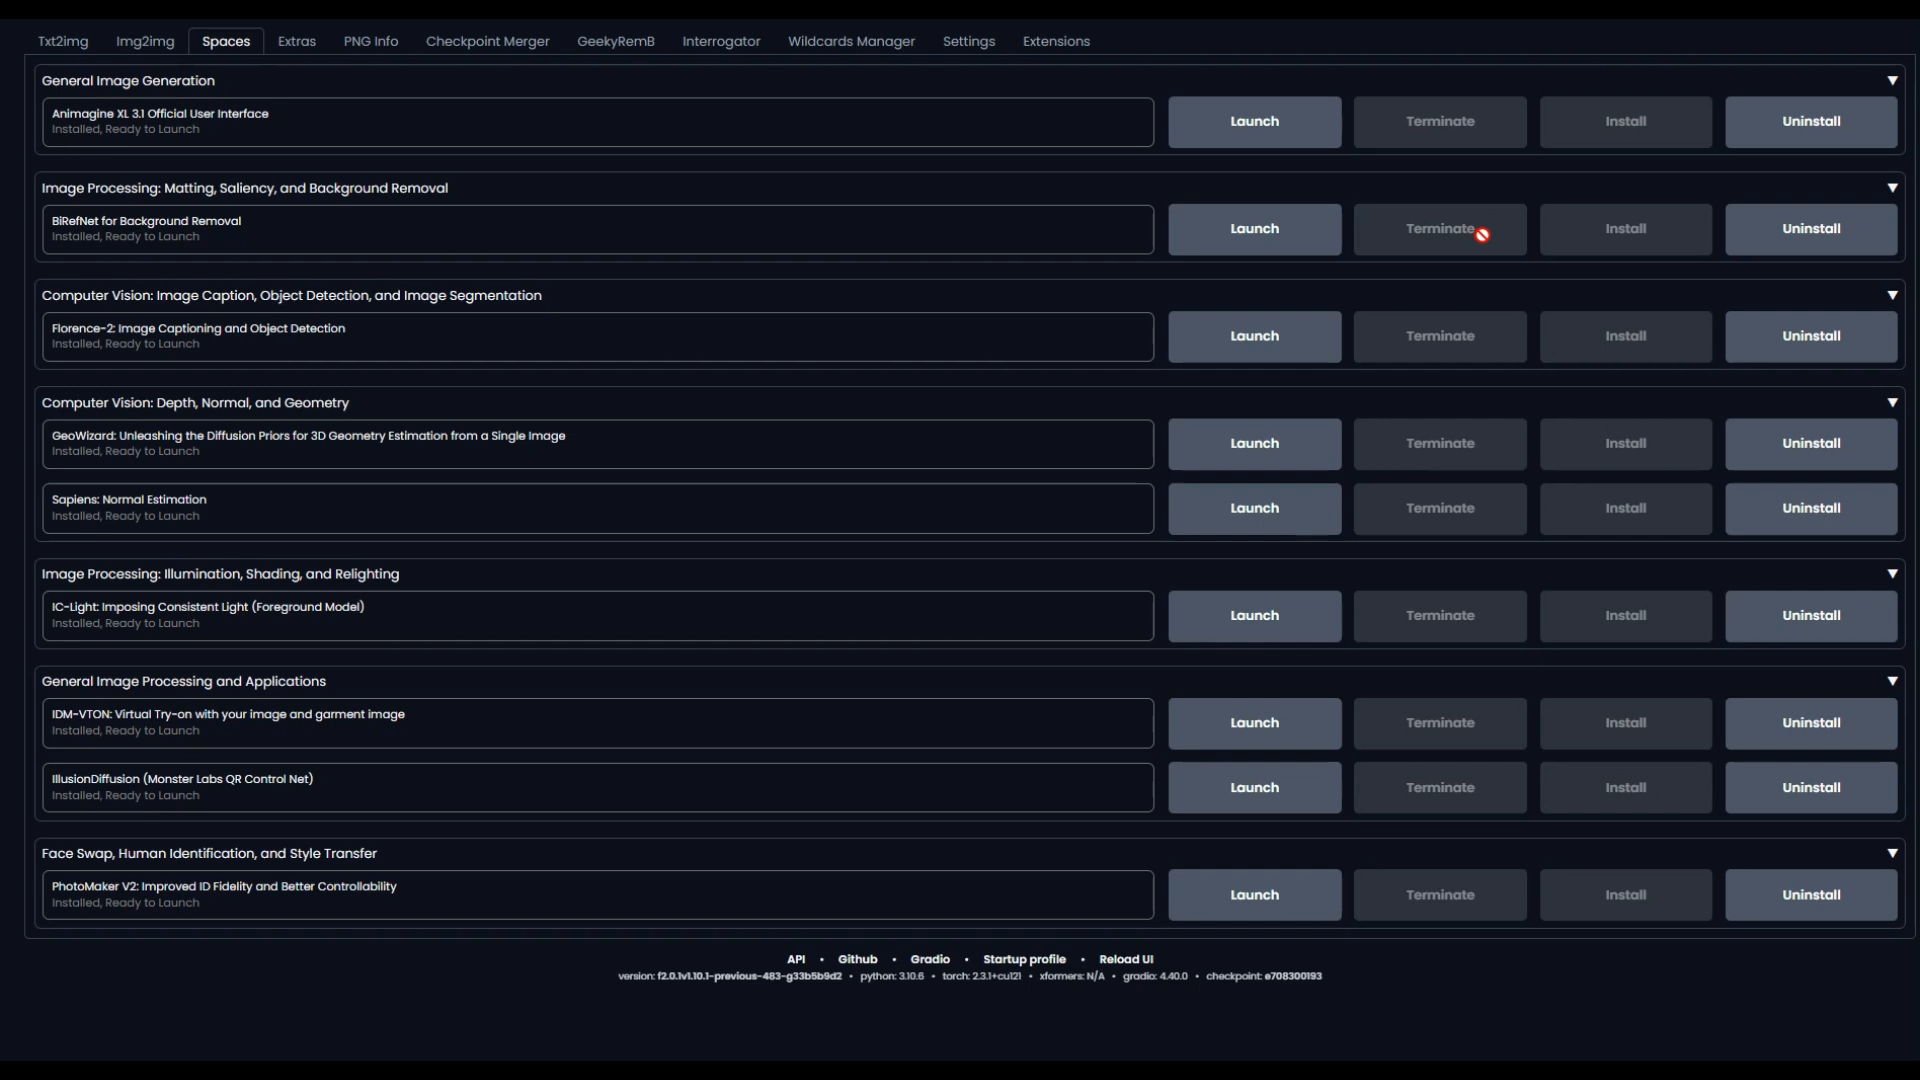 Txt2img Img2img Spaces Extras PNG Info Checkpoint Merger GeekyRemB Interrogator Wildcards Manager Settings Extensions
General Image Generation ▼
Animagine XL 3.1 Official User Interface
Installed, Ready to Launch
Launch Terminate Install Uninstall
Image Processing: Matting, Saliency, and Background Removal ▼
BiRefNet for Background Removal
Installed, Ready to Launch
Launch Terminate Install Uninstall
Computer Vision: Image Caption, Object Detection, and Image Segmentation ▼
Florence-2: Image Captioning and Object Detection
Installed, Ready to Launch
Launch Terminate Install Uninstall
Computer Vision: Depth, Normal, and Geometry ▼
GeoWizard: Unleashing the Diffusion Priors for 3D Geometry Estimation from a Single Image
Installed, Ready to Launch
Launch Terminate Install Uninstall
Sapiens: Normal Estimation
Installed, Ready to Launch
Launch Terminate Install Uninstall
Image Processing: Illumination, Shading, and Relighting ▼
IC-Light: Imposing Consistent Light (Foreground Model)
Installed, Ready to Launch
Launch Terminate Install Uninstall
General Image Processing and Applications ▼
IDM-VTON: Virtual Try-on with your image and garment image
Installed, Ready to Launch
Launch Terminate Install Uninstall
IllusionDiffusion (Monster Labs QR Control Net)
Installed, Ready to Launch
Launch Terminate Install Uninstall
Face Swap, Human Identification, and Style Transfer ▼
PhotoMaker V2: Improved ID Fidelity and Better Controllability
Installed, Ready to Launch
Launch Terminate Install Uninstall
API • Github • Gradio • Startup profile • Reload UI
version: f2.0.1v1.10.1-previous-483-g33b5b9d2 • python: 3.10.6 • torch: 2.3.1+cu121 • xformers: N/A • gradio: 4.40.0 • checkpoint: e708300193